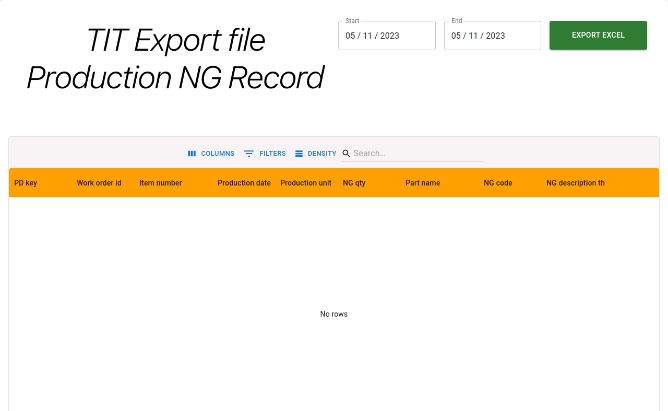 TIT Export file
Production NG Record
Start
05 / 11 / 2023
End
05 / 11 / 2023
EXPORT EXCEL
COLUMNS FILTERS DENSITY Search...
PD key Work order id Item number Production date Production unit NG qty Part name NG code NG description th
No rows